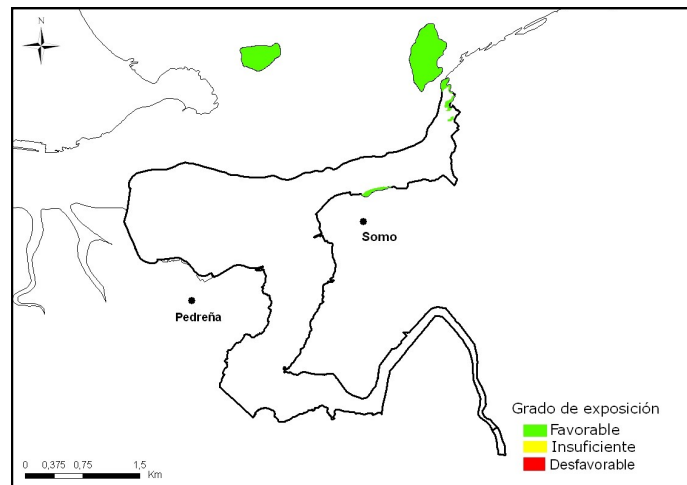 N
Somo
Pedreña
Grado de exposición
Favorable
Insuficiente
Desfavorable
0 0,375 0,75 1,5
Km